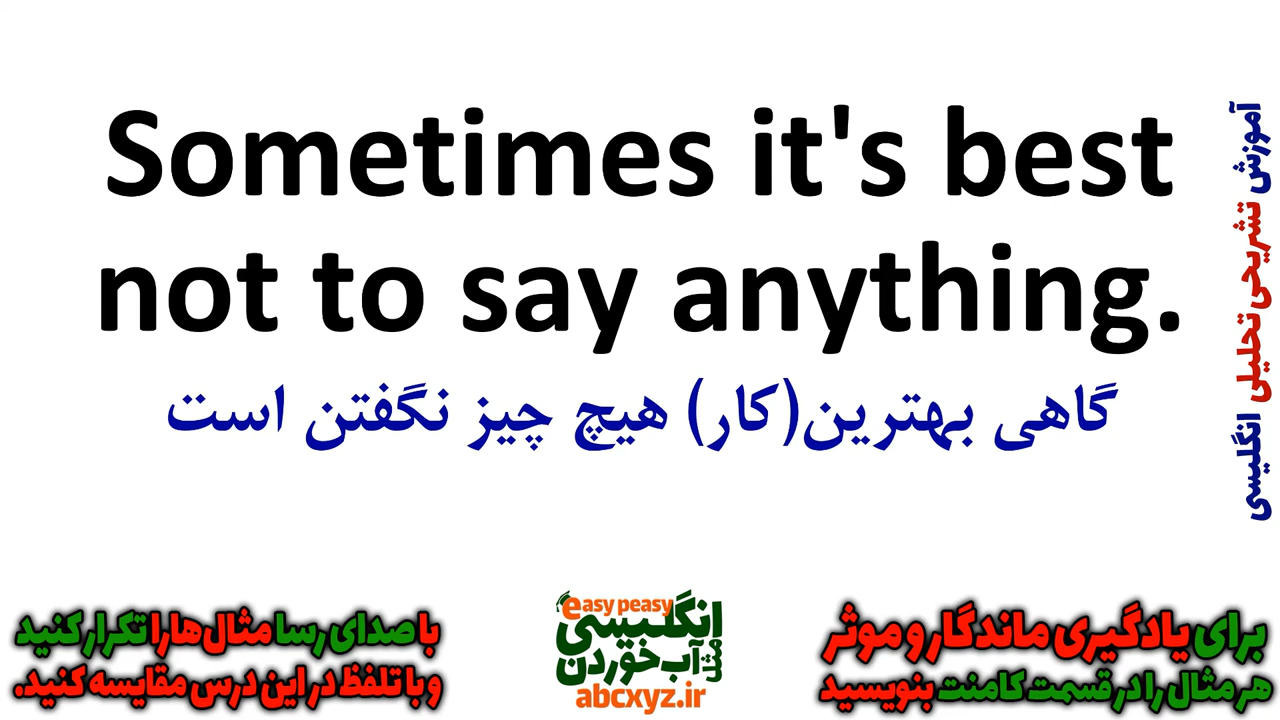 Sometimes it's best
not to say anything.
گاهی بهترین(کار) هیچ چیز نگفتن است
آموزش تشریحی تحلیلی انگلیسی
با صدای رسا مثال‌ها را تکرار کنید
و با تلفظ در این درس مقایسه کنید.
easy peasy
انگلیسی
مثل
آب خوردن
abcxyz.ir
برای یادگیری ماندگار و موثر
هر مثال را در قسمت کامنت بنویسید